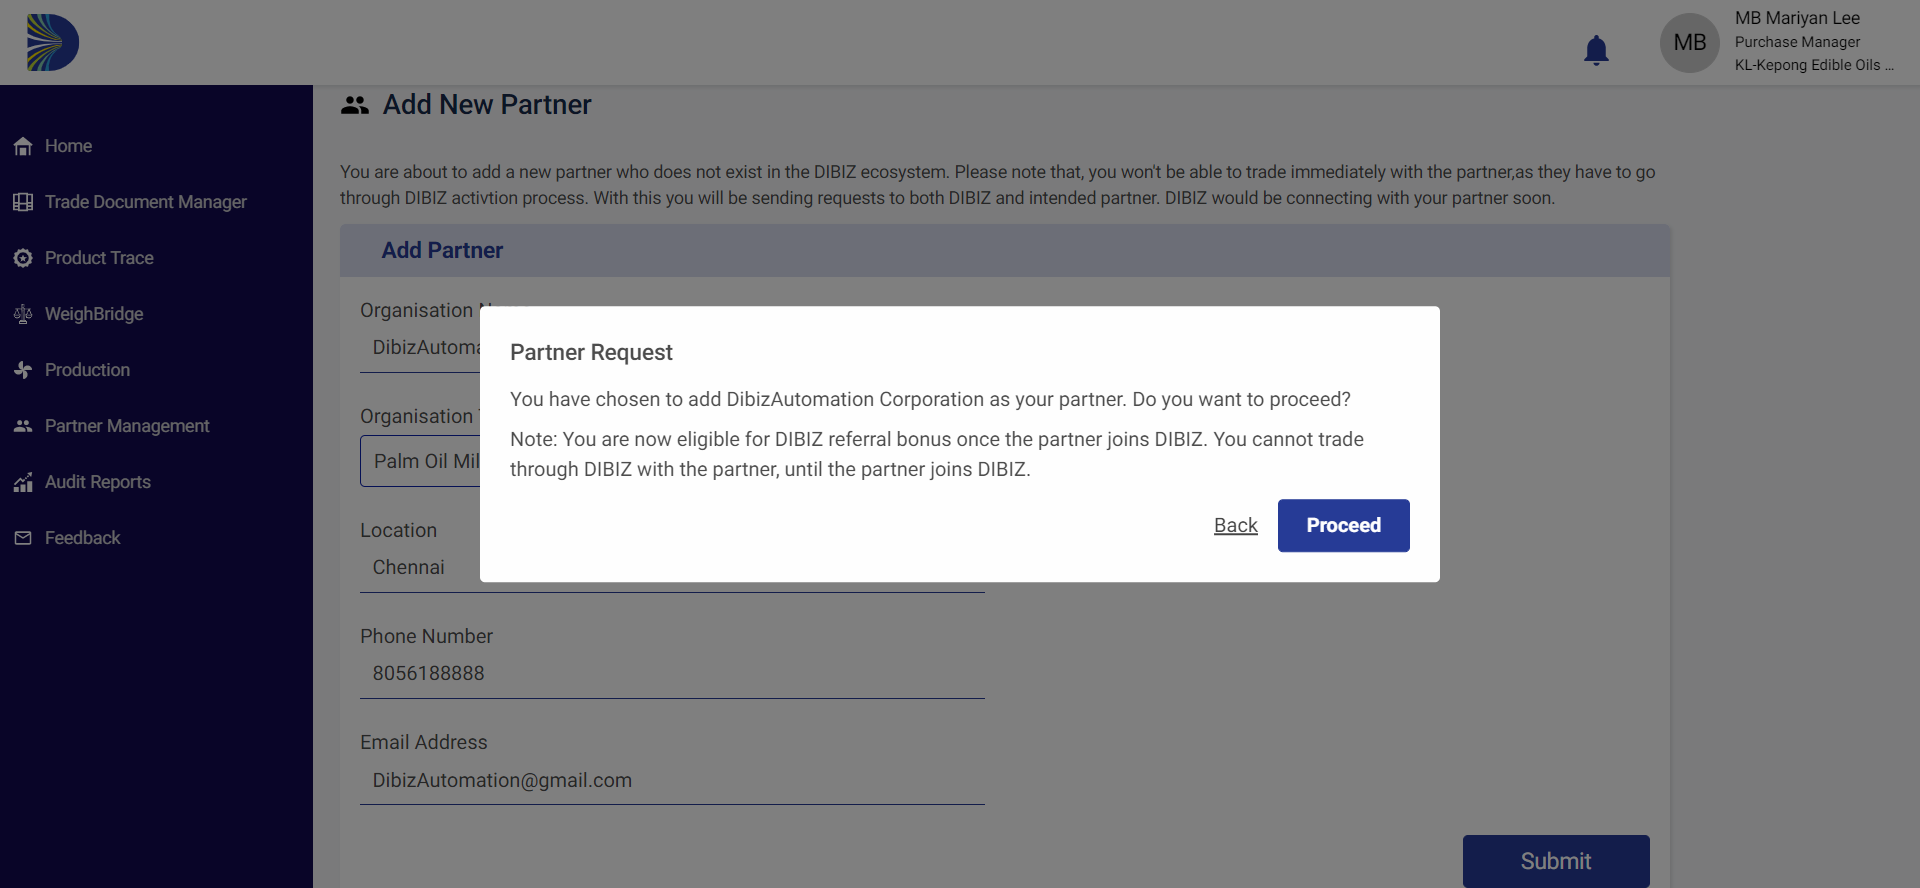 MB
MB Mariyan Lee
Purchase Manager
KL-Kepong Edible Oils ...
Home
Trade Document Manager
Product Trace
WeighBridge
Production
Partner Management
Audit Reports
Feedback
Add New Partner
You are about to add a new partner who does not exist in the DIBIZ ecosystem. Please note that, you won't be able to trade immediately with the partner,as they have to go
through DIBIZ activtion process. With this you will be sending requests to both DIBIZ and intended partner. DIBIZ would be connecting with your partner soon.
Add Partner
Organisation
DibizAutoma
Organisation
Palm Oil Mil
Location
Chennai
Phone Number
8056188888
Email Address
DibizAutomation@gmail.com
Submit
Partner Request
You have chosen to add DibizAutomation Corporation as your partner. Do you want to proceed?
Note: You are now eligible for DIBIZ referral bonus once the partner joins DIBIZ. You cannot trade
through DIBIZ with the partner, until the partner joins DIBIZ.
Back
Proceed